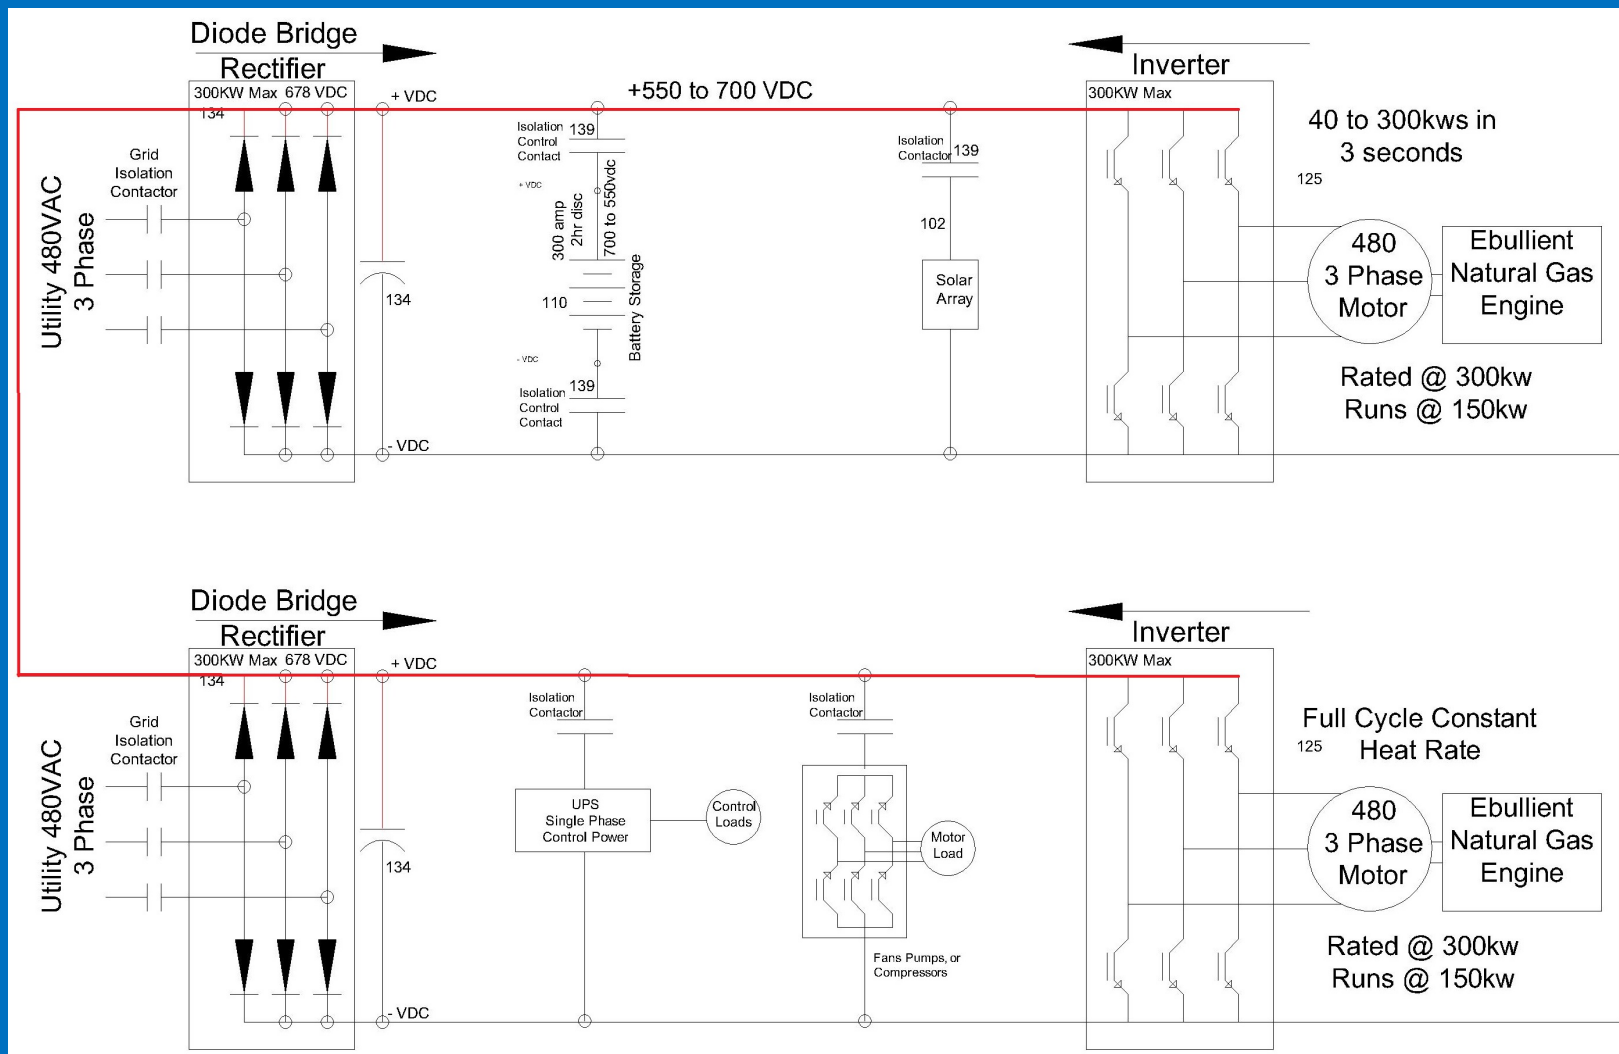 Diode Bridge
Rectifier
300KW Max 678 VDC
134
+ VDC
+550 to 700 VDC
Inverter
300KW Max
40 to 300kws in
3 seconds
125
Utility 480VAC
3 Phase
Grid
Isolation
Contactor
134
- VDC
Isolation
Control
Contact
139
+ VDC
300 amp
2hr disc
700 to 550vdc
110
Battery Storage
- VDC
139
Isolation
Control
Contact
Isolation
Contactor
139
102
Solar
Array
480
3 Phase
Motor
Ebullient
Natural Gas
Engine
Rated @ 300kw
Runs @ 150kw
Diode Bridge
Rectifier
300KW Max 678 VDC
134
+ VDC
Inverter
300KW Max
Full Cycle Constant
Heat Rate
125
Utility 480VAC
3 Phase
Grid
Isolation
Contactor
134
- VDC
Isolation
Contactor
UPS
Single Phase
Control Power
Control
Loads
Isolation
Contactor
Motor
Load
Fans Pumps, or
Compressors
480
3 Phase
Motor
Ebullient
Natural Gas
Engine
Rated @ 300kw
Runs @ 150kw